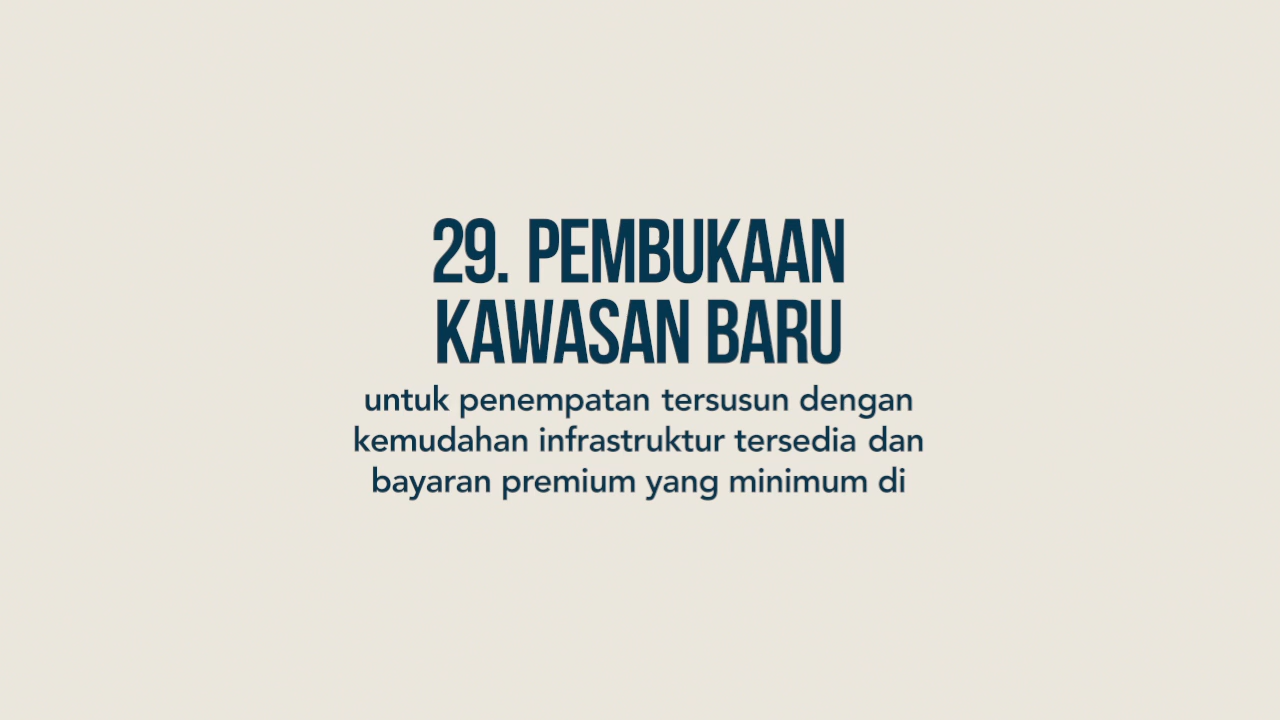 29. PEMBUKAAN
KAWASAN BARU
untuk penempatan tersusun dengan
kemudahan infrastruktur tersedia dan
bayaran premium yang minimum di